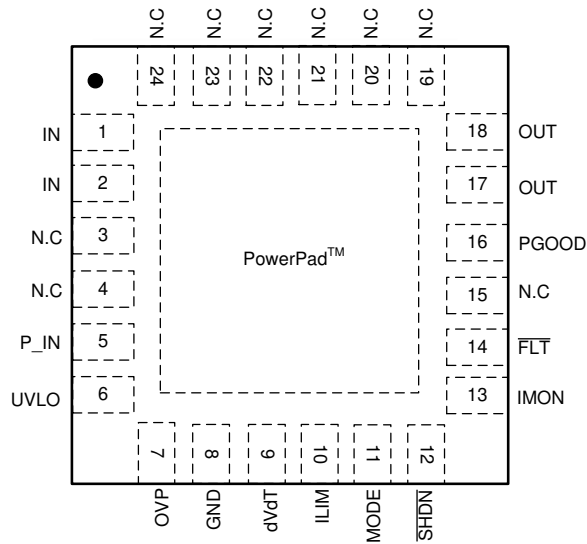 N.C N.C N.C N.C N.C N.C
24 23 22 21 20 19
IN 1
IN 2
N.C 3
N.C 4
P_IN 5
UVLO 6
PowerPad™
18 OUT
17 OUT
16 PGOOD
15 N.C
14 FLT
13 IMON
7 8 9 10 11 12
OVP GND dVdT ILIM MODE SHDN